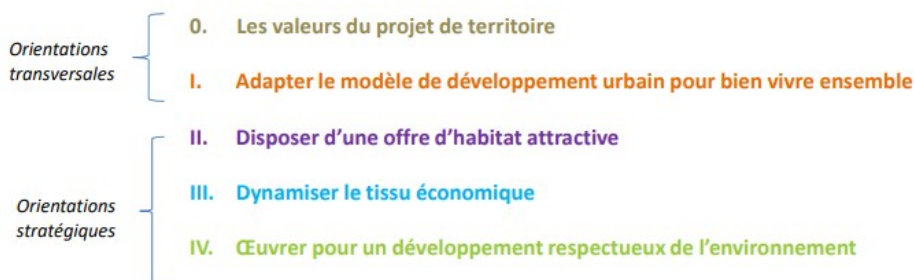 Orientations
transversales
0. Les valeurs du projet de territoire
I. Adapter le modèle de développement urbain pour bien vivre ensemble
Orientations
stratégiques
II. Disposer d'une offre d'habitat attractive
III. Dynamiser le tissu économique
IV. Œuvrer pour un développement respectueux de l'environnement